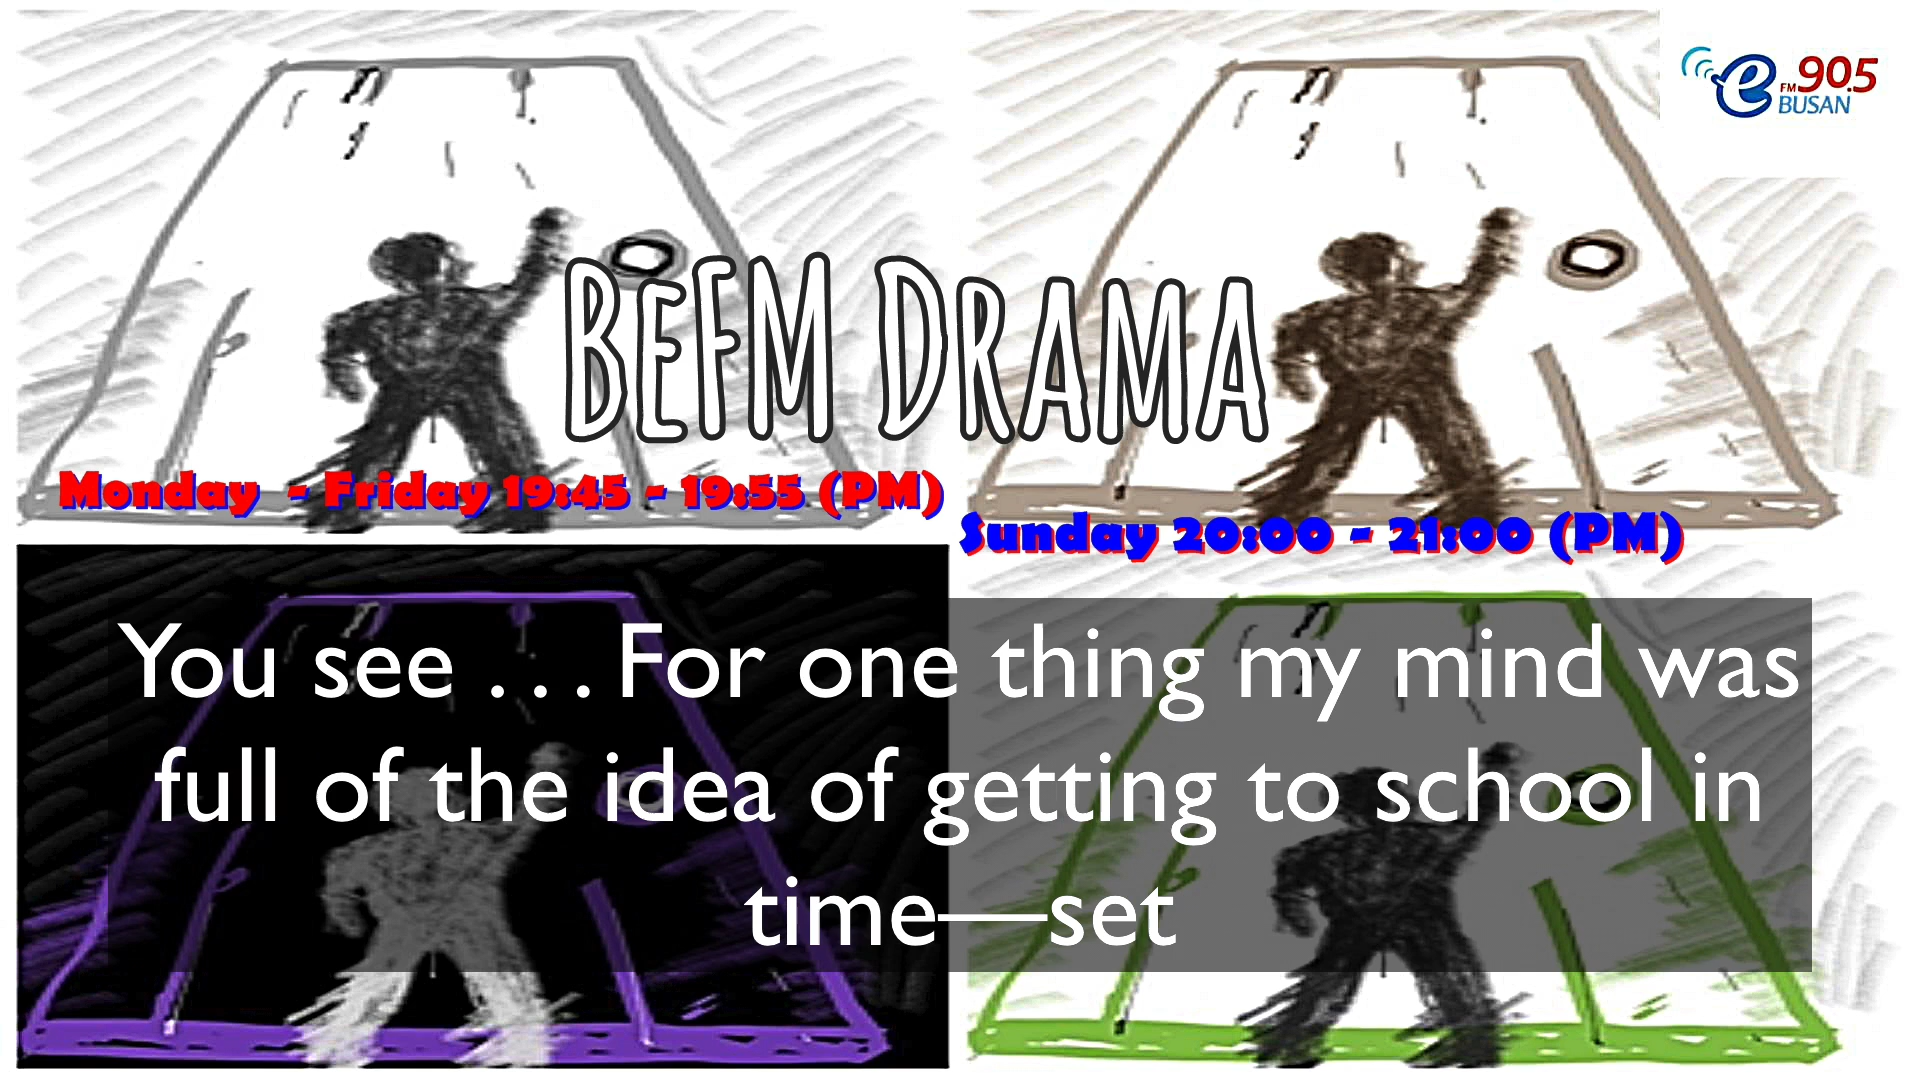 e FM 90.5
BUSAN
BeFM Drama
Monday - Friday 19:45 - 19:55 (PM)
Sunday 20:00 - 21:00 (PM)
You see . . . For one thing my mind was
full of the idea of getting to school in
time—set